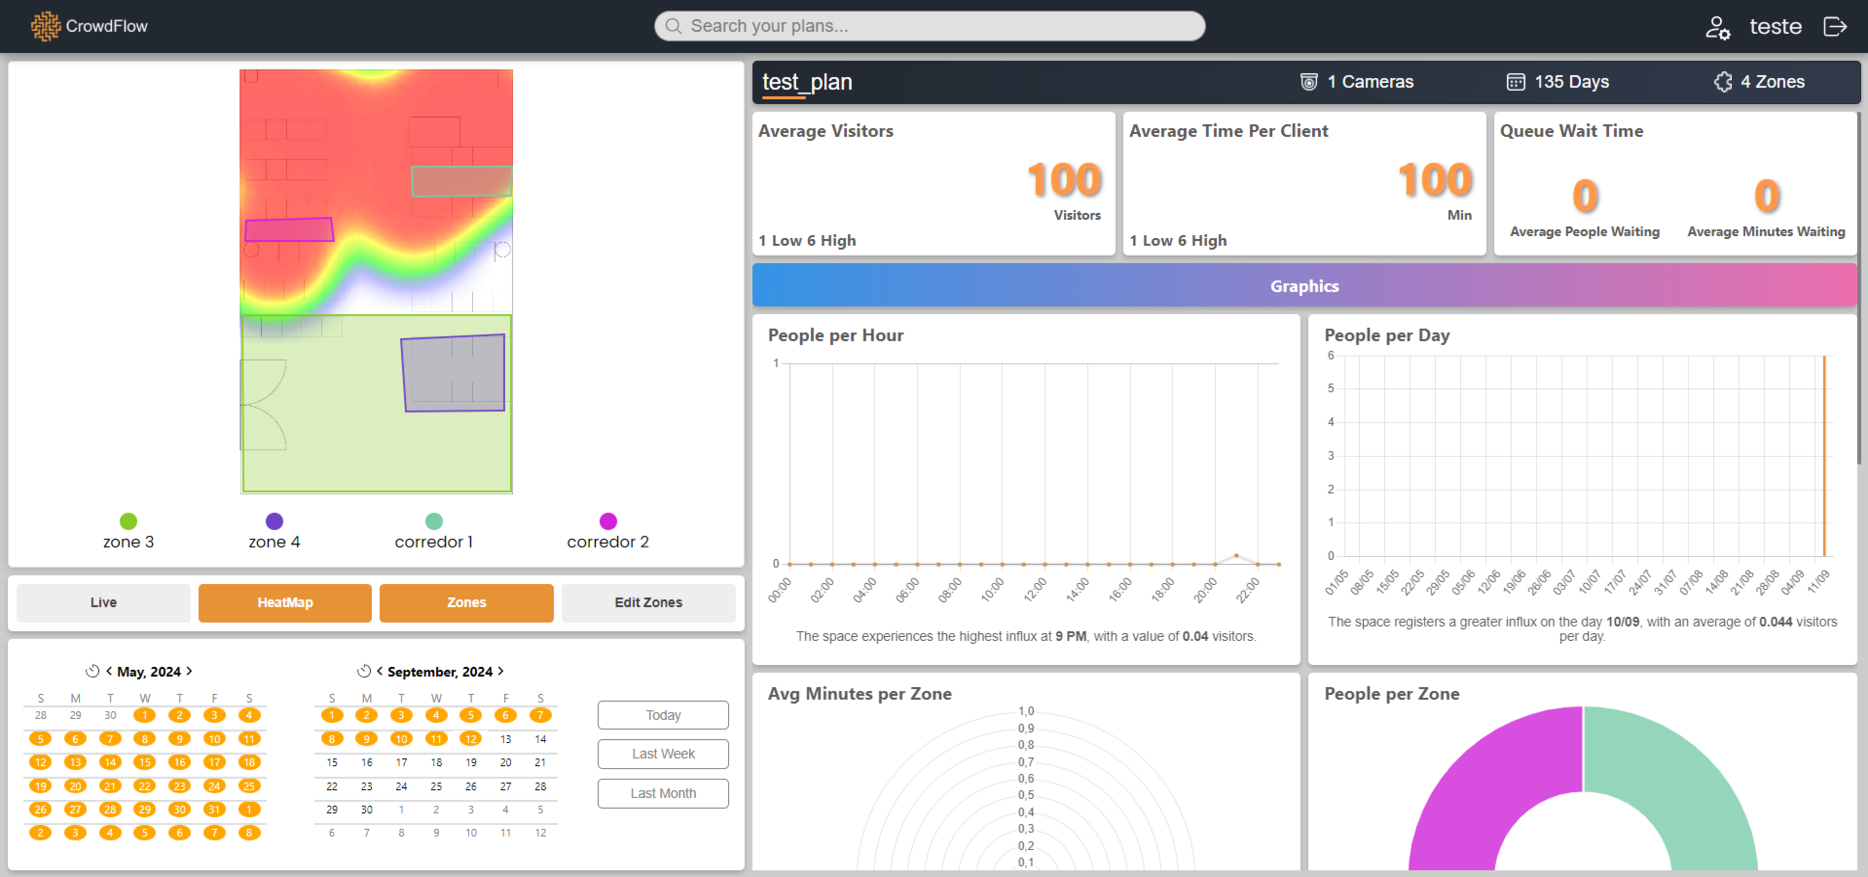 CrowdFlow
Search your plans...
teste
test_plan
1 Cameras
135 Days
4 Zones
Average Visitors
100
Visitors
1 Low 6 High
Average Time Per Client
100
Min
1 Low 6 High
Queue Wait Time
0
Average People Waiting
0
Average Minutes Waiting
Graphics
zone 3
zone 4
corredor 1
corredor 2
Live
HeatMap
Zones
Edit Zones
< May, 2024 >
S M T W T F S
28 29 30 1 2 3 4
5 6 7 8 9 10 11
12 13 14 15 16 17 18
19 20 21 22 23 24 25
26 27 28 29 30 31 1
2 3 4 5 6 7 8
< September, 2024 >
S M T W T F S
1 2 3 4 5 6 7
8 9 10 11 12 13 14
15 16 17 18 19 20 21
22 23 24 25 26 27 28
29 30 1 2 3 4 5
6 7 8 9 10 11 12
Today
Last Week
Last Month
People per Hour
1
0
00:00 02:00 04:00 06:00 08:00 10:00 12:00 14:00 16:00 18:00 20:00 22:00
The space experiences the highest influx at 9 PM, with a value of 0.04 visitors.
People per Day
6
5
4
3
2
1
0
01/05 08/05 15/05 22/05 29/05 05/06 12/06 19/06 26/06 03/07 10/07 17/07 24/07 31/07 07/08 14/08 21/08 28/08 04/09 11/09
The space registers a greater influx on the day 10/09, with an average of 0.044 visitors
per day.
Avg Minutes per Zone
1,0
0,9
0,8
0,7
0,6
0,5
0,4
0,3
0,2
0,1
People per Zone